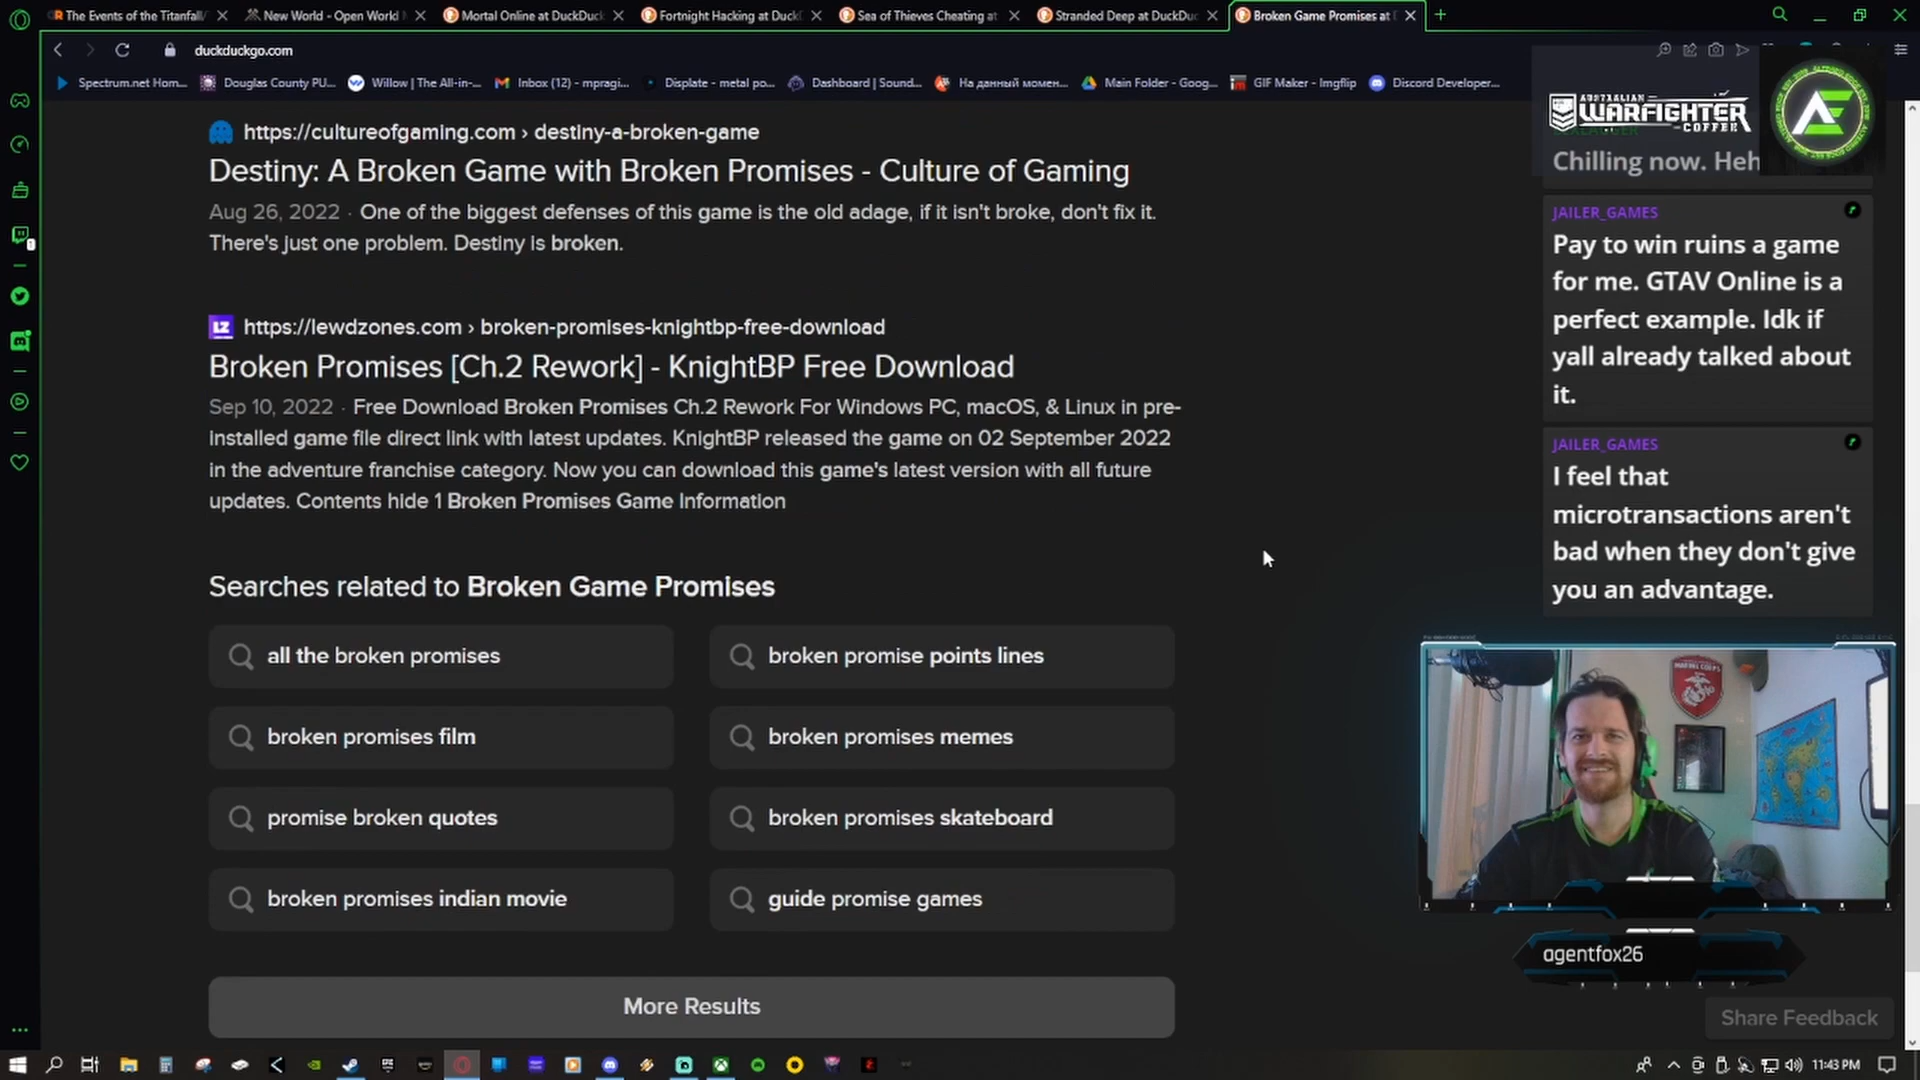 The Events of the Titanfall/
New World - Open World
Mortal Online at DuckDuc
Fortnight Hacking at Duck
Sea of Thieves Cheating at
Stranded Deep at DuckDu
Broken Game Promises at
duckduckgo.com
Spectrum.net Hom...
Douglas County PU...
Willow | The All-in-...
Inbox (12) - mpragi...
Displate - metal po...
Dashboard | Sound...
На данный момен...
Main Folder - Goog...
GIF Maker - Imgflip
Discord Developer...
https://cultureofgaming.com › destiny-a-broken-game
Destiny: A Broken Game with Broken Promises - Culture of Gaming
Aug 26, 2022 · One of the biggest defenses of this game is the old adage, if it isn't broke, don't fix it.
There's just one problem. Destiny is broken.
LZ https://lewdzones.com › broken-promises-knightbp-free-download
Broken Promises [Ch.2 Rework] - KnightBP Free Download
Sep 10, 2022 · Free Download Broken Promises Ch.2 Rework For Windows PC, macOS, & Linux in pre-
installed game file direct link with latest updates. KnightBP released the game on 02 September 2022
in the adventure franchise category. Now you can download this game's latest version with all future
updates. Contents hide 1 Broken Promises Game Information
Searches related to Broken Game Promises
all the broken promises
broken promise points lines
broken promises film
broken promises memes
promise broken quotes
broken promises skateboard
broken promises indian movie
guide promise games
More Results
AUSTRALIAN
WARFIGHTER
COFFEE
Chilling now. Heh
JAILER_GAMES
Pay to win ruins a game
for me. GTAV Online is a
perfect example. Idk if
yall already talked about
it.
JAILER_GAMES
I feel that
microtransactions aren't
bad when they don't give
you an advantage.
MARINE CORPS
agentfox26
Share Feedback
11:43 PM